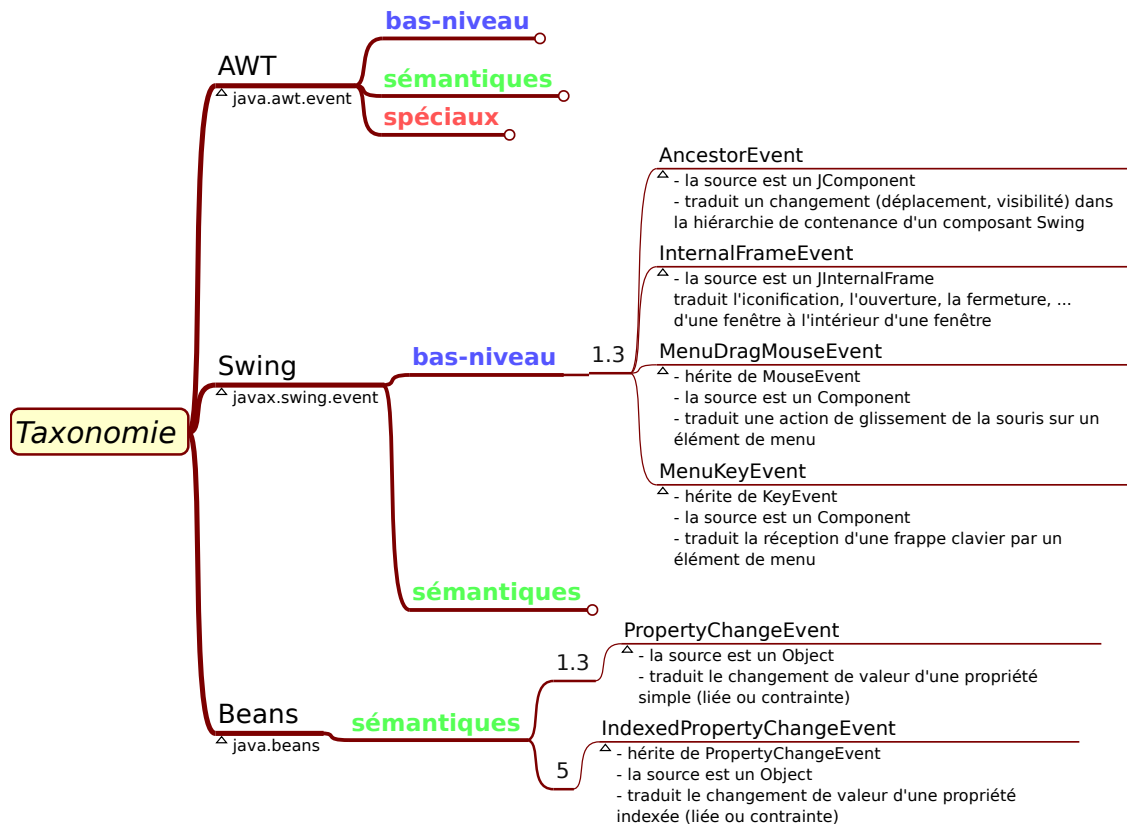 Taxonomie
AWT
java.awt.event
bas-niveau
sémantiques
spéciaux
Swing
javax.swing.event
bas-niveau
1.3
AncestorEvent
- la source est un JComponent
- traduit un changement (déplacement, visibilité) dans
la hiérarchie de contenance d'un composant Swing
InternalFrameEvent
- la source est un JInternalFrame
traduit l'iconification, l'ouverture, la fermeture, ...
d'une fenêtre à l'intérieur d'une fenêtre
MenuDragMouseEvent
- hérite de MouseEvent
- la source est un Component
- traduit une action de glissement de la souris sur un
élément de menu
MenuKeyEvent
- hérite de KeyEvent
- la source est un Component
- traduit la réception d'une frappe clavier par un
élément de menu
sémantiques
Beans
java.beans
sémantiques
1.3
PropertyChangeEvent
- la source est un Object
- traduit le changement de valeur d'une propriété
simple (liée ou contrainte)
5
IndexedPropertyChangeEvent
- hérite de PropertyChangeEvent
- la source est un Object
- traduit le changement de valeur d'une propriété
indexée (liée ou contrainte)